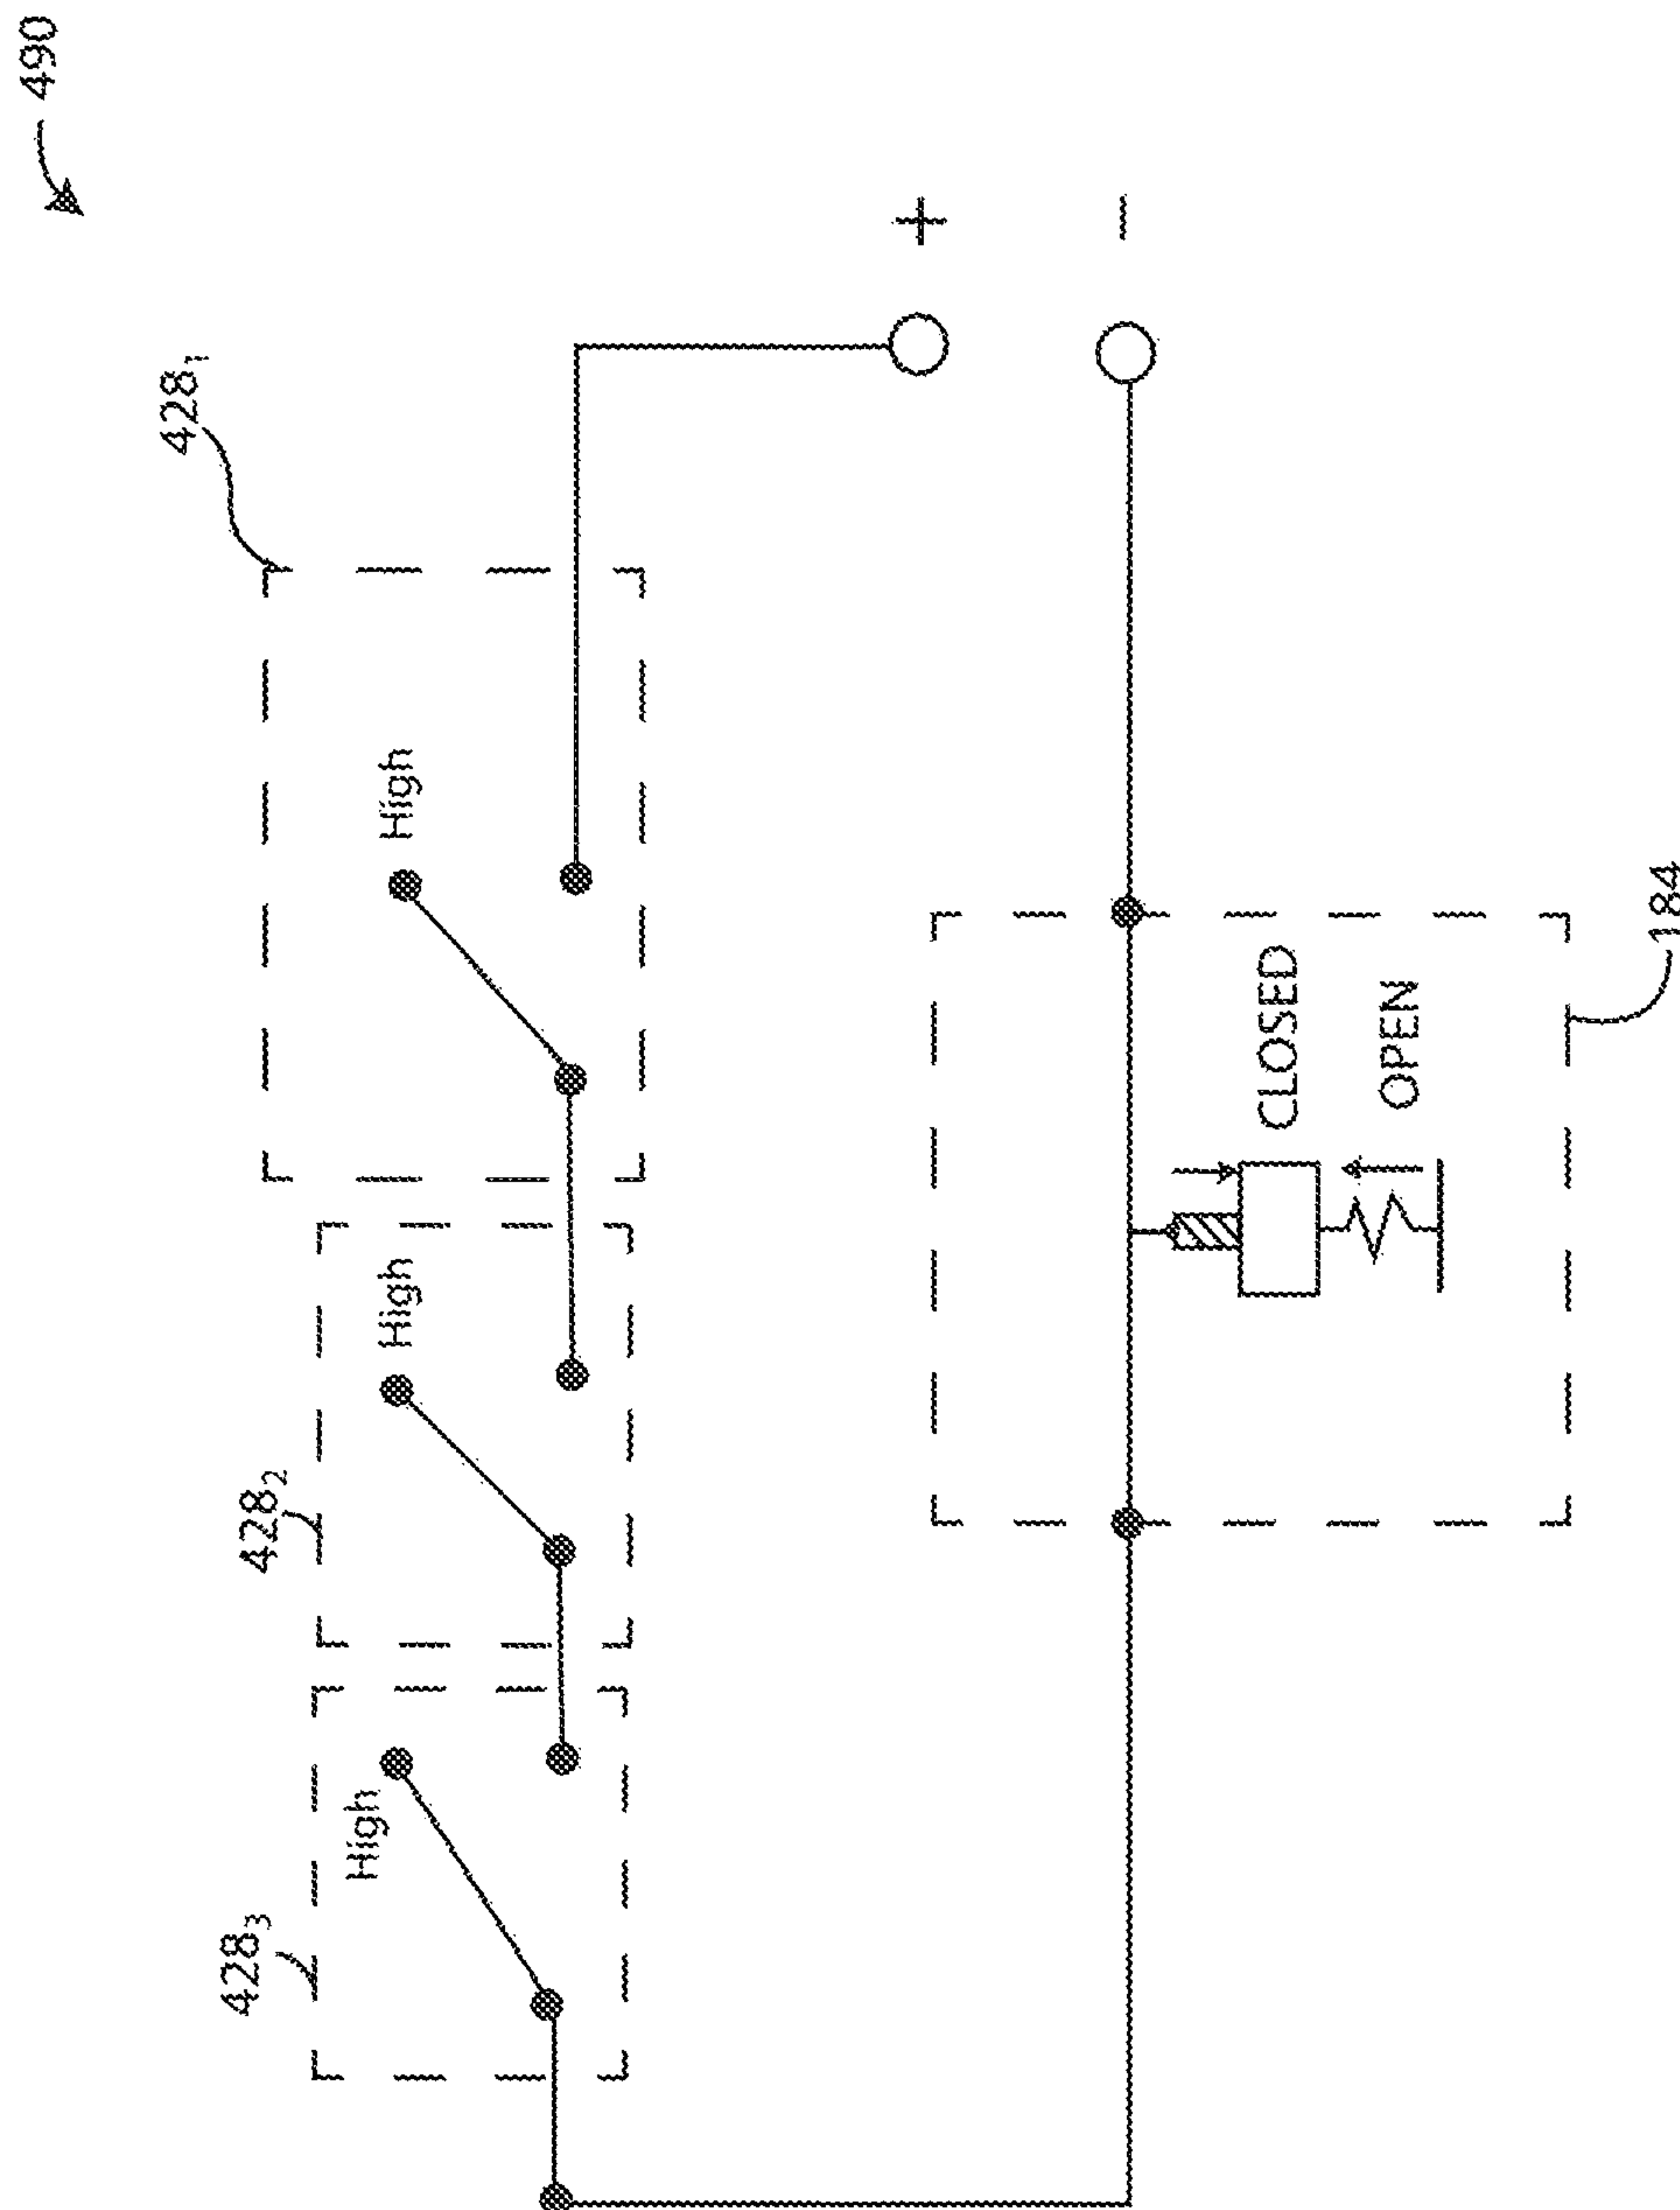 490
428₁
428₂
428₃
High
High
High
+
−
CLOSED
OPEN
184